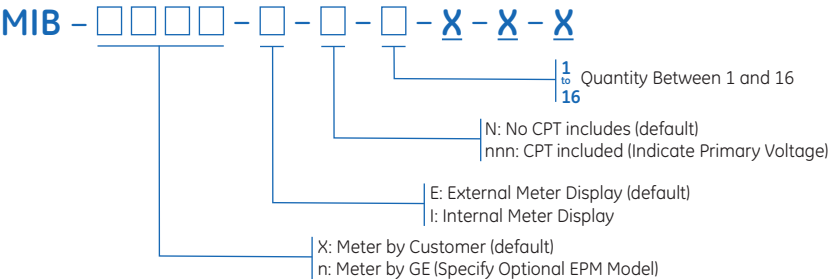 MIB – □□□□ – □ – □ – □ – X – X – X
1
to
16
Quantity Between 1 and 16
N: No CPT includes (default)
nnn: CPT included (Indicate Primary Voltage)
E: External Meter Display (default)
I: Internal Meter Display
X: Meter by Customer (default)
n: Meter by GE (Specify Optional EPM Model)